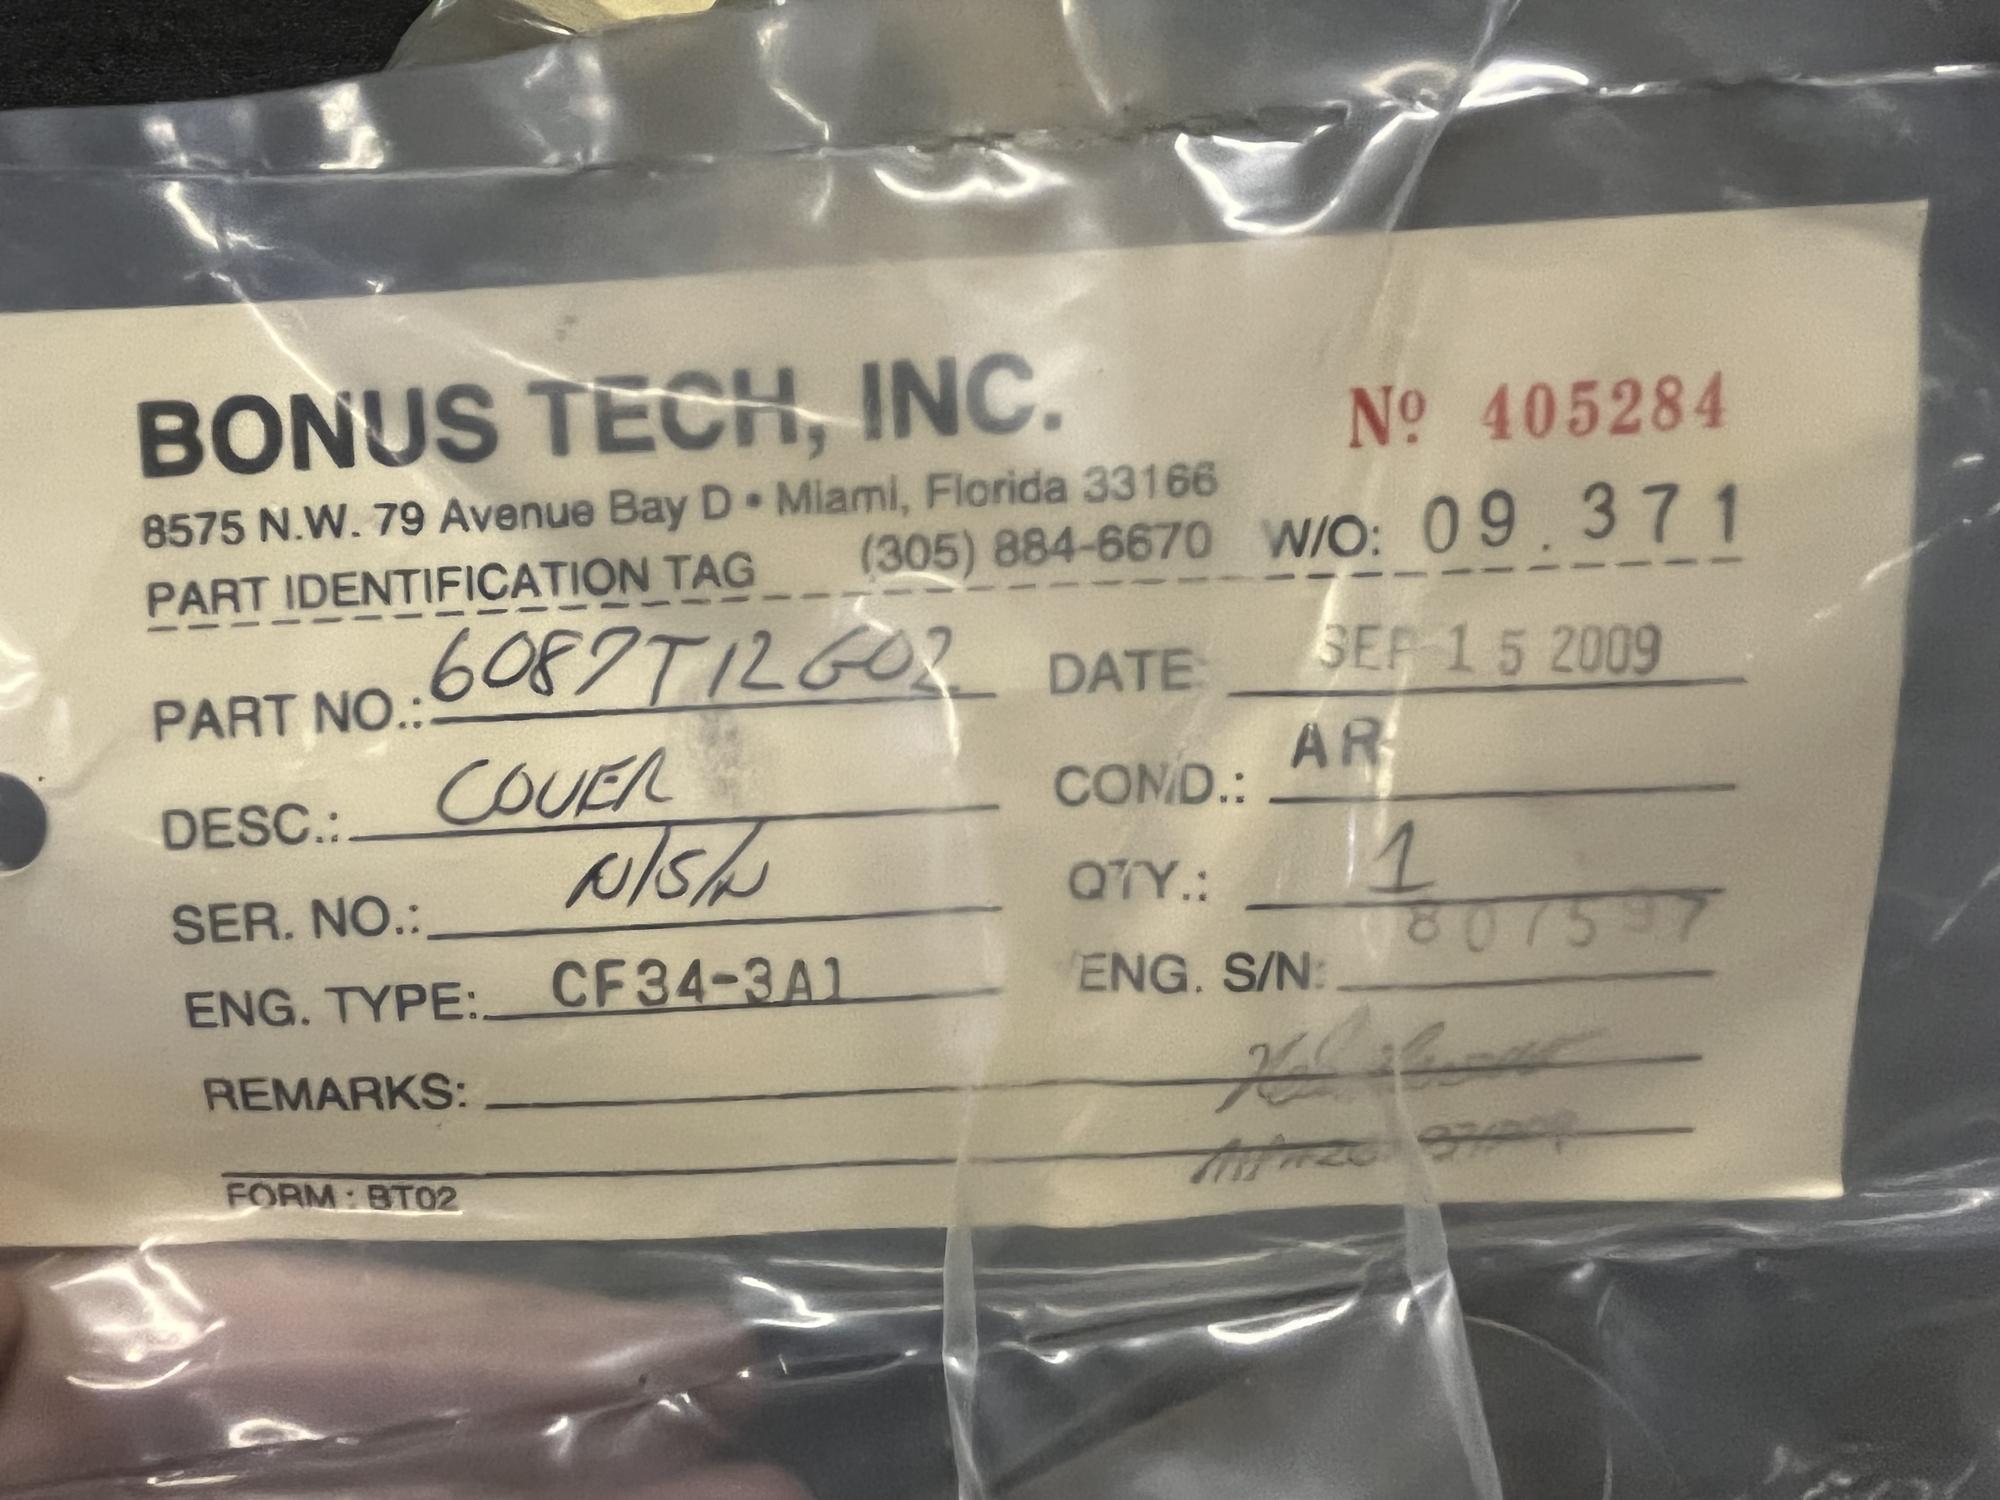 BONUS TECH, INC.
Nº 405284
8575 N.W. 79 Avenue Bay D • Miami, Florida 33166
PART IDENTIFICATION TAG (305) 884-6670 W/O: 09.371
PART NO.: 6087T12G02 DATE: SEP 15 2009
DESC.: COVER COND.: AR
SER. NO.: N/S/N QTY.: 1
ENG. TYPE: CF34-3A1 ENG. S/N: 807597
REMARKS:
FORM : BT02